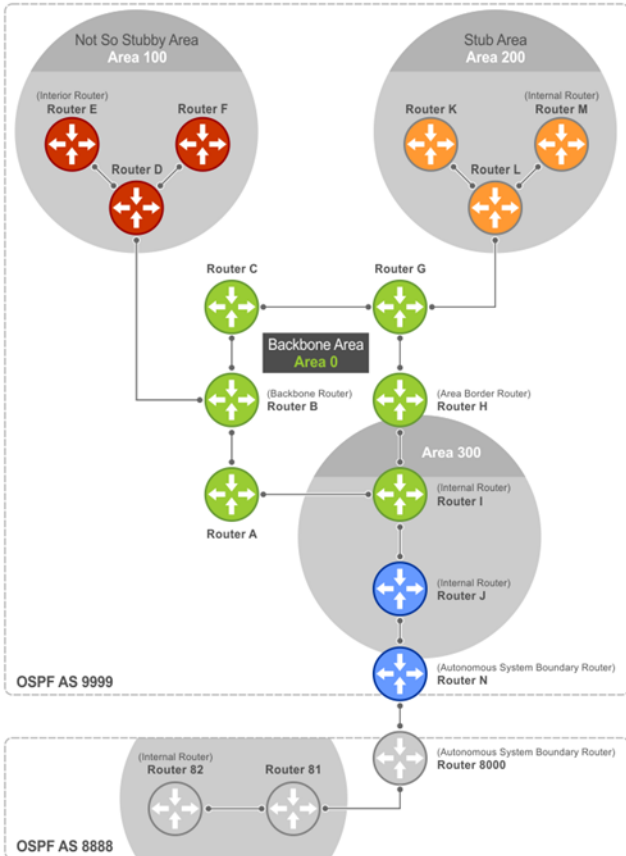 Not So Stubby Area
Area 100
(Interior Router)
Router E
Router F
Router D
Stub Area
Area 200
Router K
(Internal Router)
Router M
Router L
Router C
Router G
Backbone Area
Area 0
(Backbone Router)
Router B
(Area Border Router)
Router H
Area 300
Router A
(Internal Router)
Router I
(Internal Router)
Router J
(Autonomous System Boundary Router)
Router N
OSPF AS 9999
(Autonomous System Boundary Router)
Router 8000
(Internal Router)
Router 82
Router 81
OSPF AS 8888